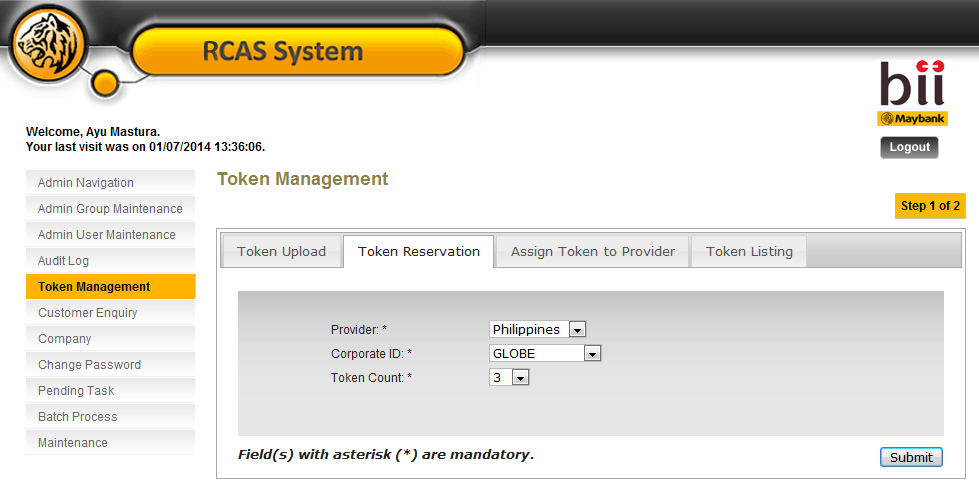 RCAS System
bii
Maybank
Welcome, Ayu Mastura.
Your last visit was on 01/07/2014 13:36:06.
Logout
Admin Navigation
Admin Group Maintenance
Admin User Maintenance
Audit Log
Token Management
Customer Enquiry
Company
Change Password
Pending Task
Batch Process
Maintenance
Token Management
Step 1 of 2
Token Upload Token Reservation Assign Token to Provider Token Listing
Provider: * Philippines
Corporate ID: * GLOBE
Token Count: * 3
Field(s) with asterisk (*) are mandatory.
Submit